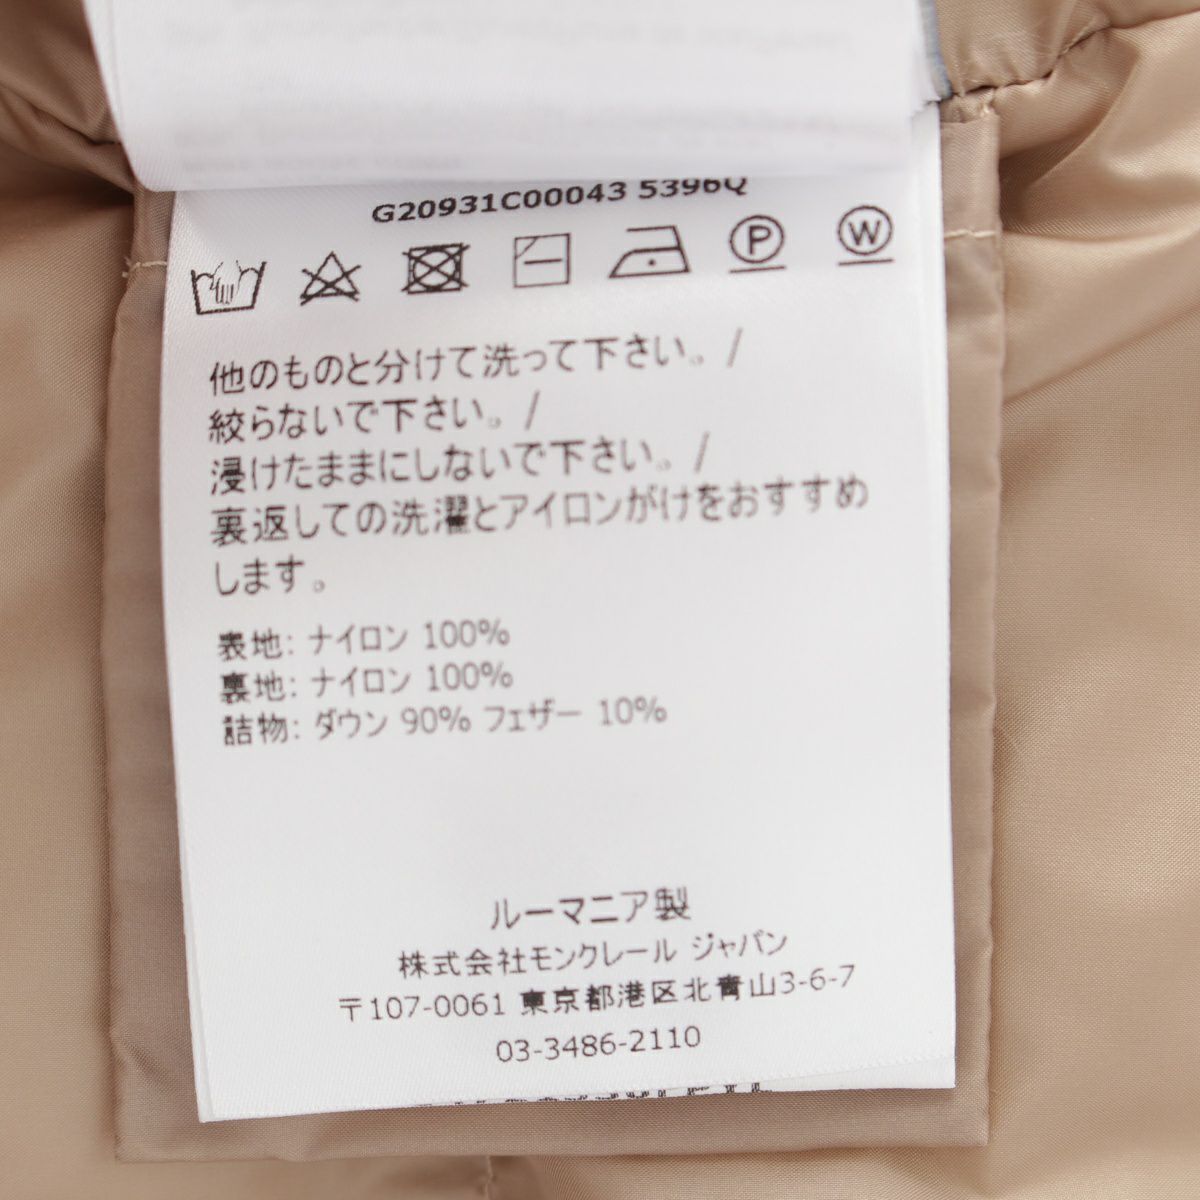 G20931C00043 5396Q
P
W
他のものと分けて洗って下さい。/
絞らないで下さい。/
浸けたままにしないで下さい。/
裏返しての洗濯とアイロンがけをおすすめ
します。
表地: ナイロン 100%
裏地: ナイロン 100%
詰物: ダウン 90% フェザー 10%
ルーマニア製
株式会社モンクレール ジャパン
〒107-0061 東京都港区北青山3-6-7
03-3486-2110